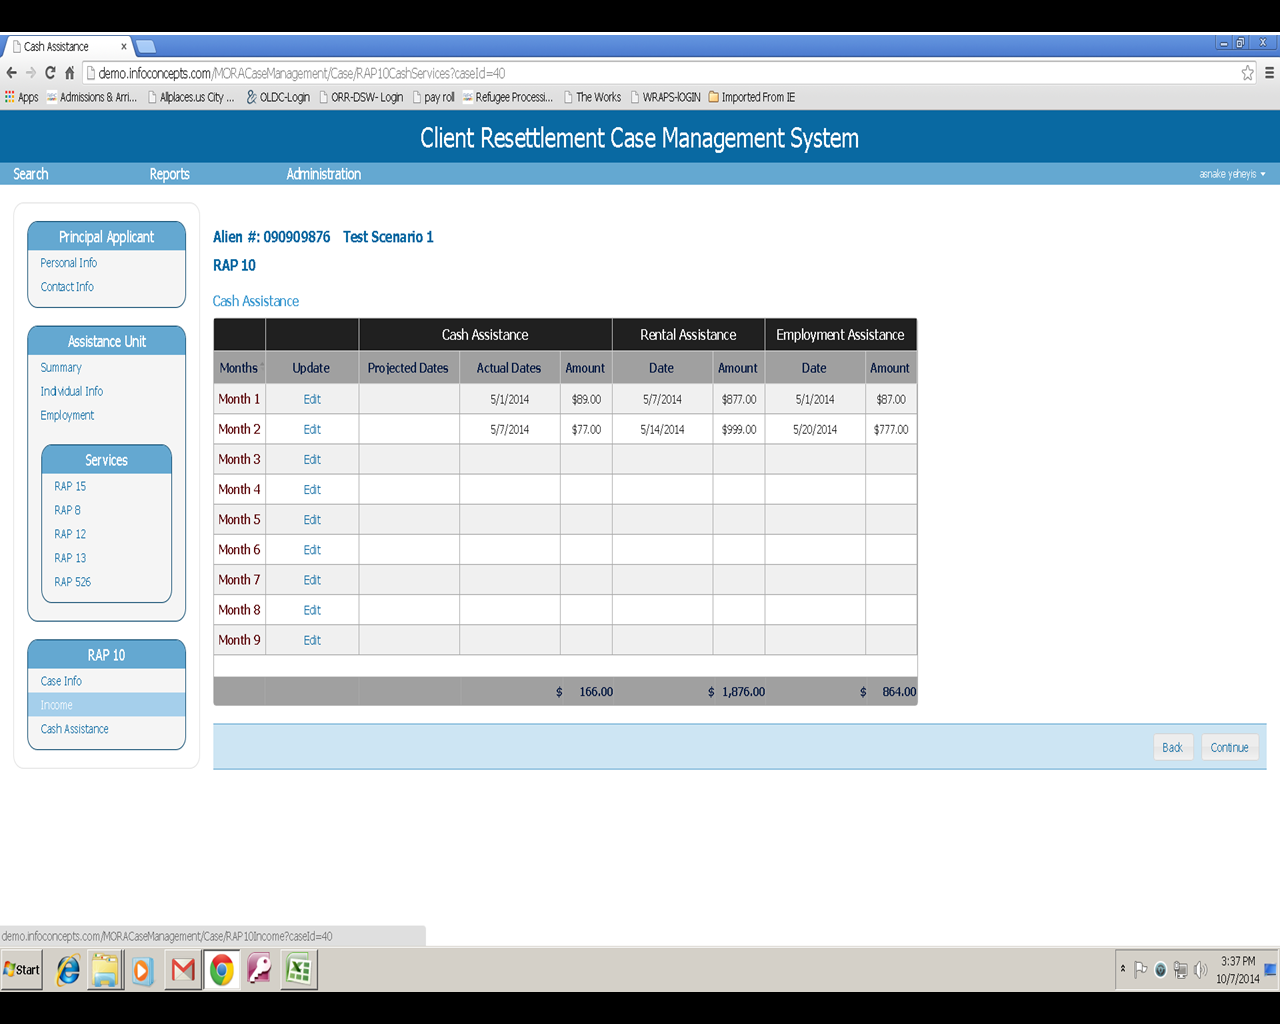 Cash Assistance x
demo.infoconcepts.com/MORACaseManagement/Case/RAP10CashServices?caseId=40
Apps Admissions & Arri... Allplaces.us City ... OLDC-Login ORR-DSW- Login pay roll Refugee Processi... The Works WRAPS-lOGIN Imported From IE
Client Resettlement Case Management System
Search Reports Administration asnake yeheyis
Principal Applicant
Personal Info
Contact Info
Assistance Unit
Summary
Individual Info
Employment
Services
RAP 15
RAP 8
RAP 12
RAP 13
RAP 526
RAP 10
Case Info
Income
Cash Assistance
Alien #: 090909876 Test Scenario 1
RAP 10
Cash Assistance
Cash Assistance Rental Assistance Employment Assistance
Months Update Projected Dates Actual Dates Amount Date Amount Date Amount
Month 1 Edit 5/1/2014 $89.00 5/7/2014 $877.00 5/1/2014 $87.00
Month 2 Edit 5/7/2014 $77.00 5/14/2014 $999.00 5/20/2014 $777.00
Month 3 Edit
Month 4 Edit
Month 5 Edit
Month 6 Edit
Month 7 Edit
Month 8 Edit
Month 9 Edit
$ 166.00 $ 1,876.00 $ 864.00
Back Continue
demo.infoconcepts.com/MORACaseManagement/Case/RAP10Income?caseId=40
Start
3:37 PM
10/7/2014